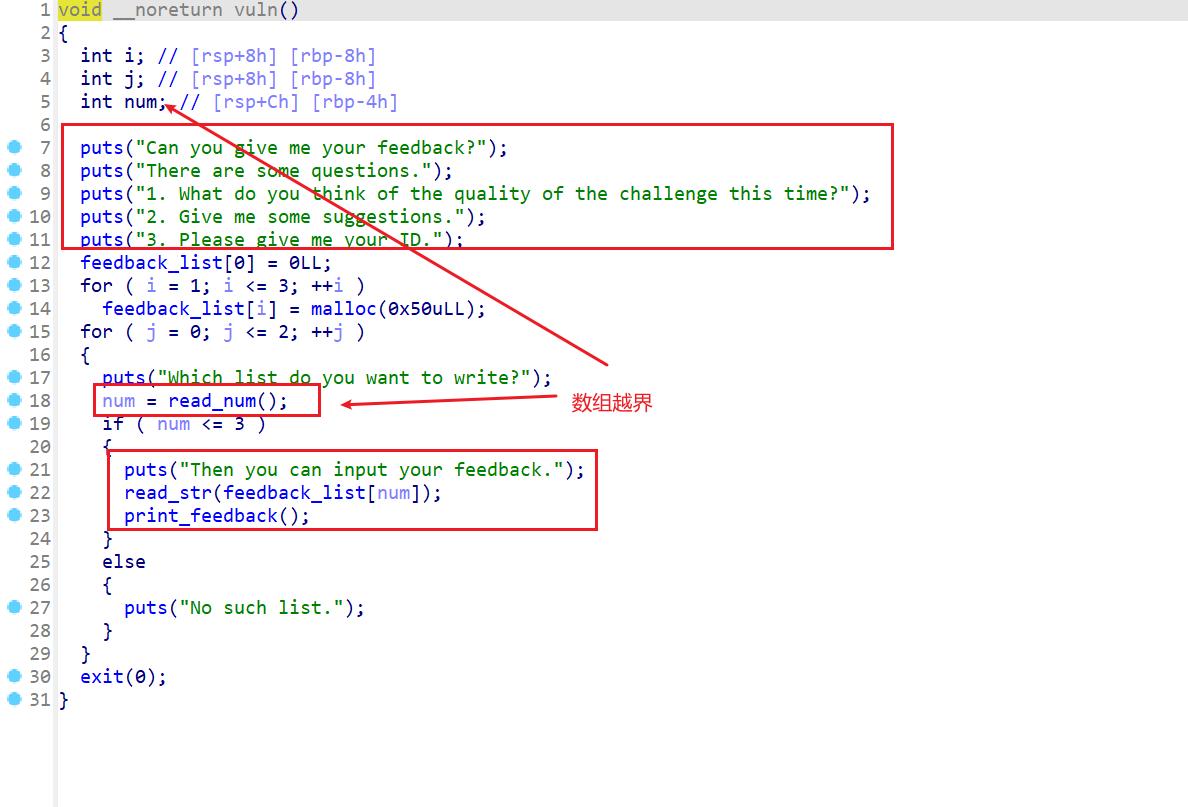 1 void __noreturn vuln()
2 {
3 int i; // [rsp+8h] [rbp-8h]
4 int j; // [rsp+8h] [rbp-8h]
5 int num; // [rsp+Ch] [rbp-4h]
6
7 puts("Can you give me your feedback?");
8 puts("There are some questions.");
9 puts("1. What do you think of the quality of the challenge this time?");
10 puts("2. Give me some suggestions.");
11 puts("3. Please give me your ID.");
12 feedback_list[0] = 0LL;
13 for ( i = 1; i <= 3; ++i )
14 feedback_list[i] = malloc(0x50uLL);
15 for ( j = 0; j <= 2; ++j )
16 {
17 puts("Which list do you want to write?");
18 num = read_num();
数组越界
19 if ( num <= 3 )
20 {
21 puts("Then you can input your feedback.");
22 read_str(feedback_list[num]);
23 print_feedback();
24 }
25 else
26 {
27 puts("No such list.");
28 }
29 }
30 exit(0);
31 }